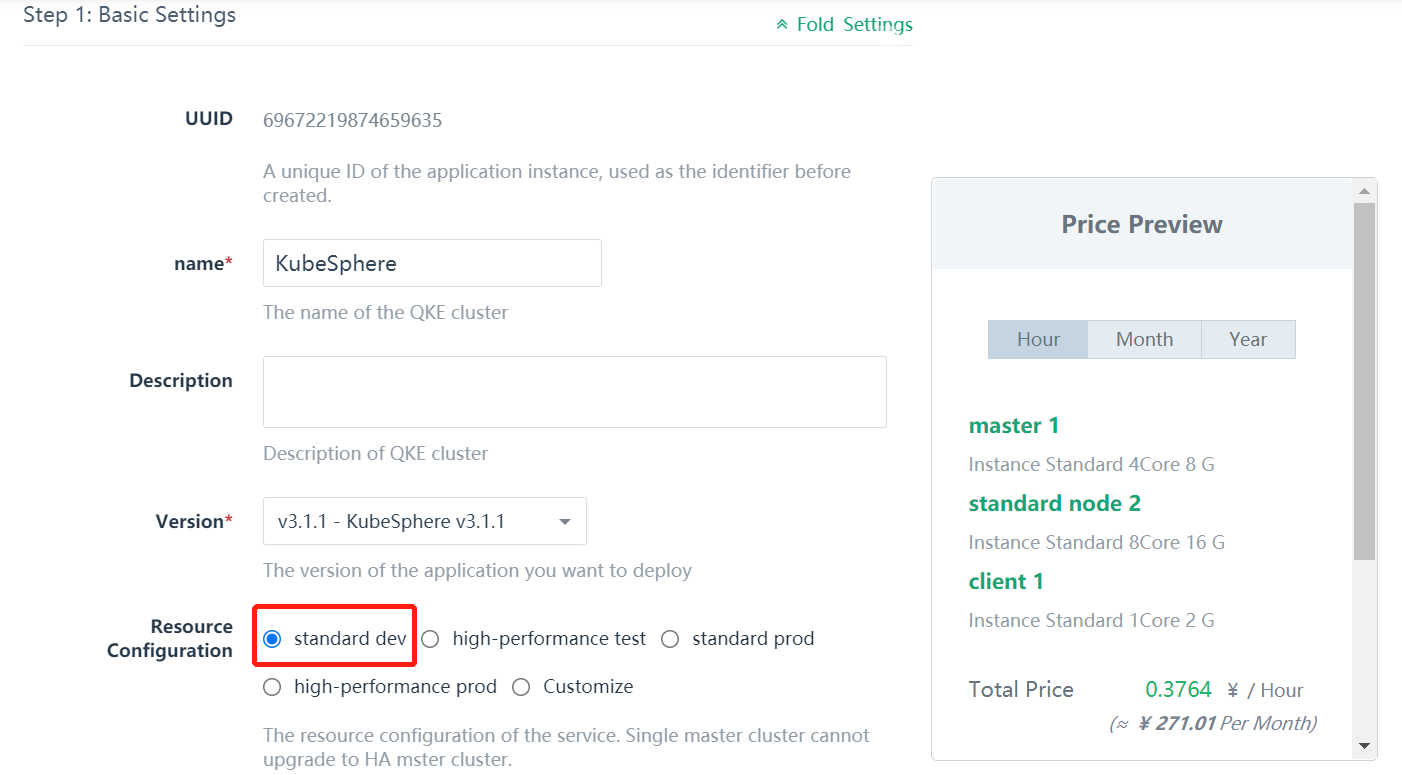 Step 1: Basic Settings
Fold Settings
UUID
69672219874659635
A unique ID of the application instance, used as the identifier before
created.
name*
KubeSphere
The name of the QKE cluster
Description
Description of QKE cluster
Version*
v3.1.1 - KubeSphere v3.1.1
The version of the application you want to deploy
Resource
Configuration
standard dev
high-performance test
standard prod
high-performance prod
Customize
The resource configuration of the service. Single master cluster cannot
upgrade to HA mster cluster.
Price Preview
Hour
Month
Year
master 1
Instance Standard 4Core 8 G
standard node 2
Instance Standard 8Core 16 G
client 1
Instance Standard 1Core 2 G
Total Price 0.3764 ¥ / Hour
(≈ ¥ 271.01 Per Month)